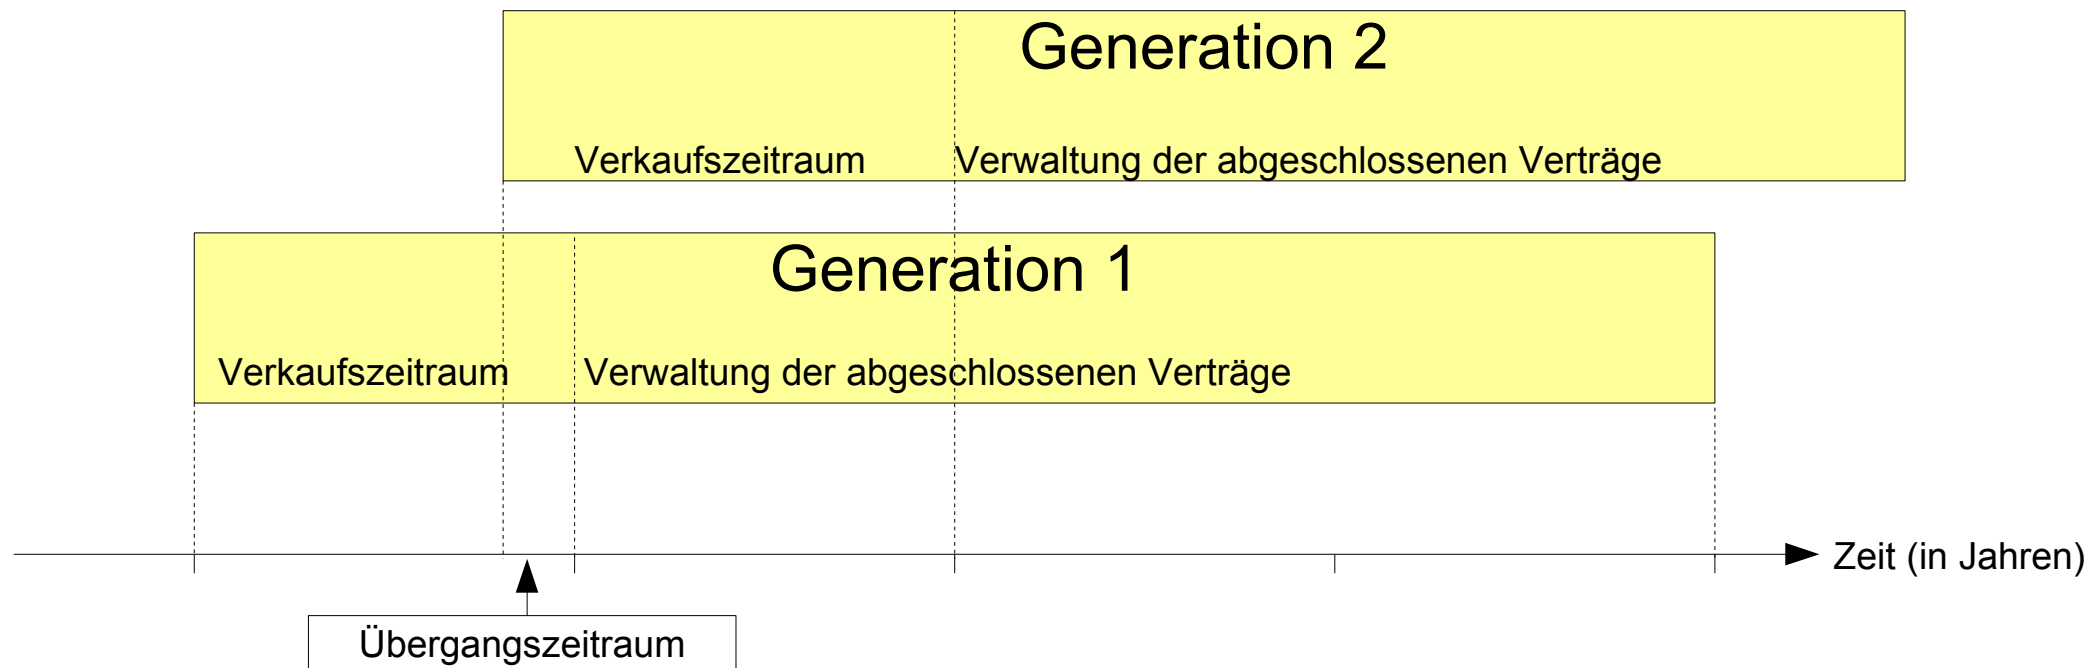 Generation 2
Verkaufszeitraum
Verwaltung der abgeschlossenen Verträge
Generation 1
Verkaufszeitraum
Verwaltung der abgeschlossenen Verträge
Zeit (in Jahren)
Übergangszeitraum